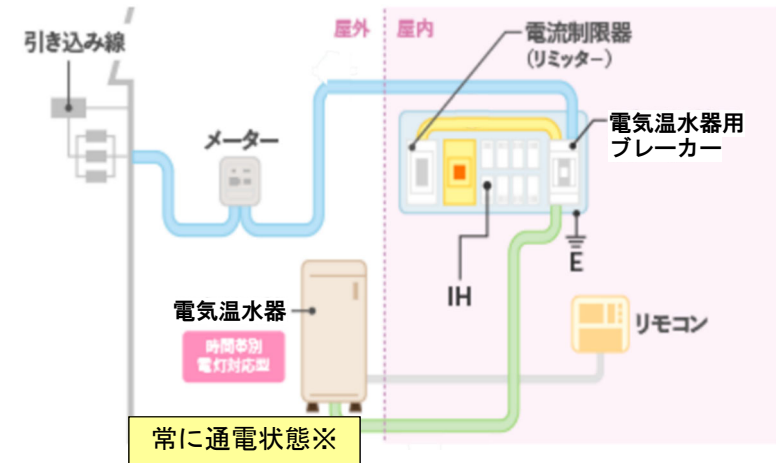 屋外
屋内
引き込み線
電流制限器
(リミッター)
メーター
電気温水器用
ブレーカー
E
IH
電気温水器
時間帯別
電灯対応型
リモコン
常に通電状態※